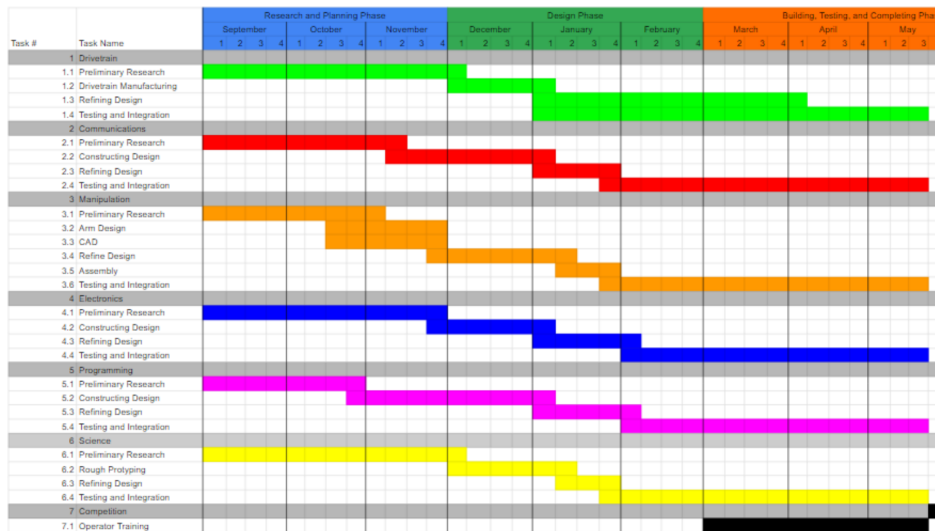 Research and Planning Phase Design Phase Building, Testing, and Completing Pha
September October November December January February March April May
Task # Task Name 1 2 3 4 1 2 3 4 1 2 3 4 1 2 3 4 1 2 3 4 1 2 3 4 1 2 3 4 1 2 3 4 1 2 3
1 Drivetrain
1.1 Preliminary Research
1.2 Drivetrain Manufacturing
1.3 Refining Design
1.4 Testing and Integration
2 Communications
2.1 Preliminary Research
2.2 Constructing Design
2.3 Refining Design
2.4 Testing and Integration
3 Manipulation
3.1 Preliminary Research
3.2 Arm Design
3.3 CAD
3.4 Refine Design
3.5 Assembly
3.6 Testing and Integration
4 Electronics
4.1 Preliminary Research
4.2 Constructing Design
4.3 Refining Design
4.4 Testing and Integration
5 Programming
5.1 Preliminary Research
5.2 Constructing Design
5.3 Refining Design
5.4 Testing and Integration
6 Science
6.1 Preliminary Research
6.2 Rough Protyping
6.3 Refining Design
6.4 Testing and Integration
7 Competition
7.1 Operator Training